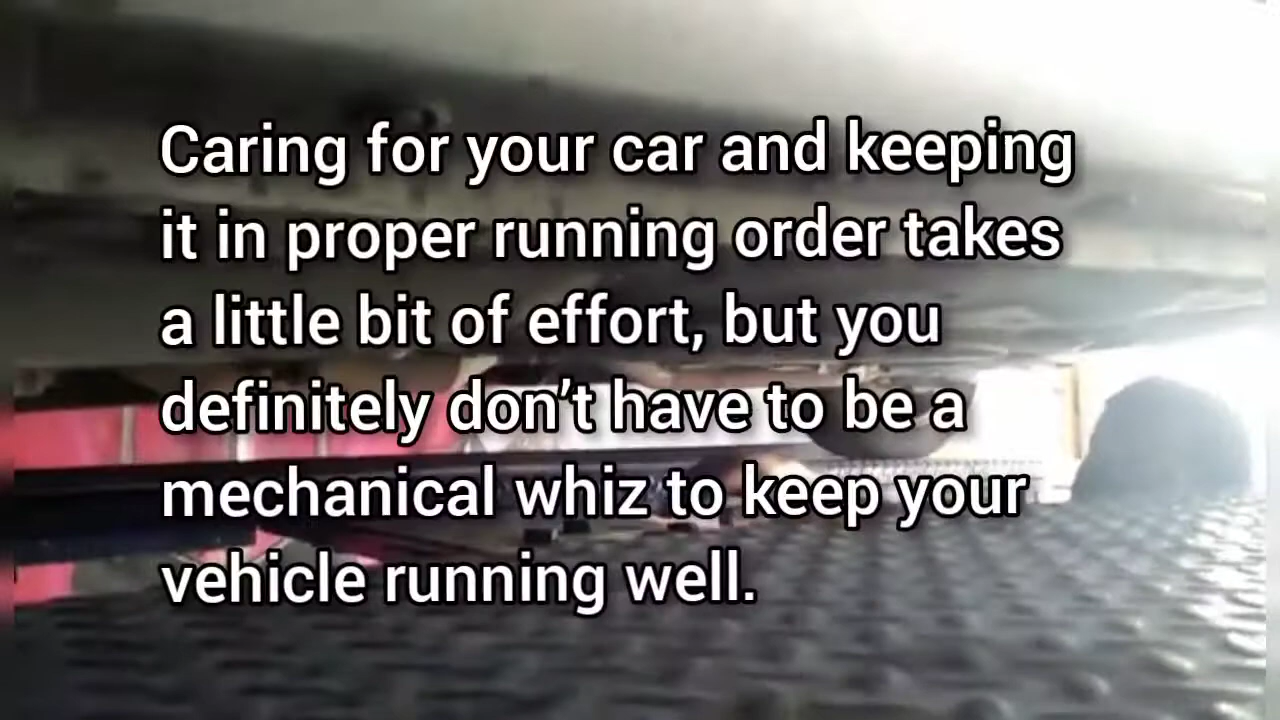 Caring for your car and keeping
it in proper running order takes
a little bit of effort, but you
definitely don’t have to be a
mechanical whiz to keep your
vehicle running well.